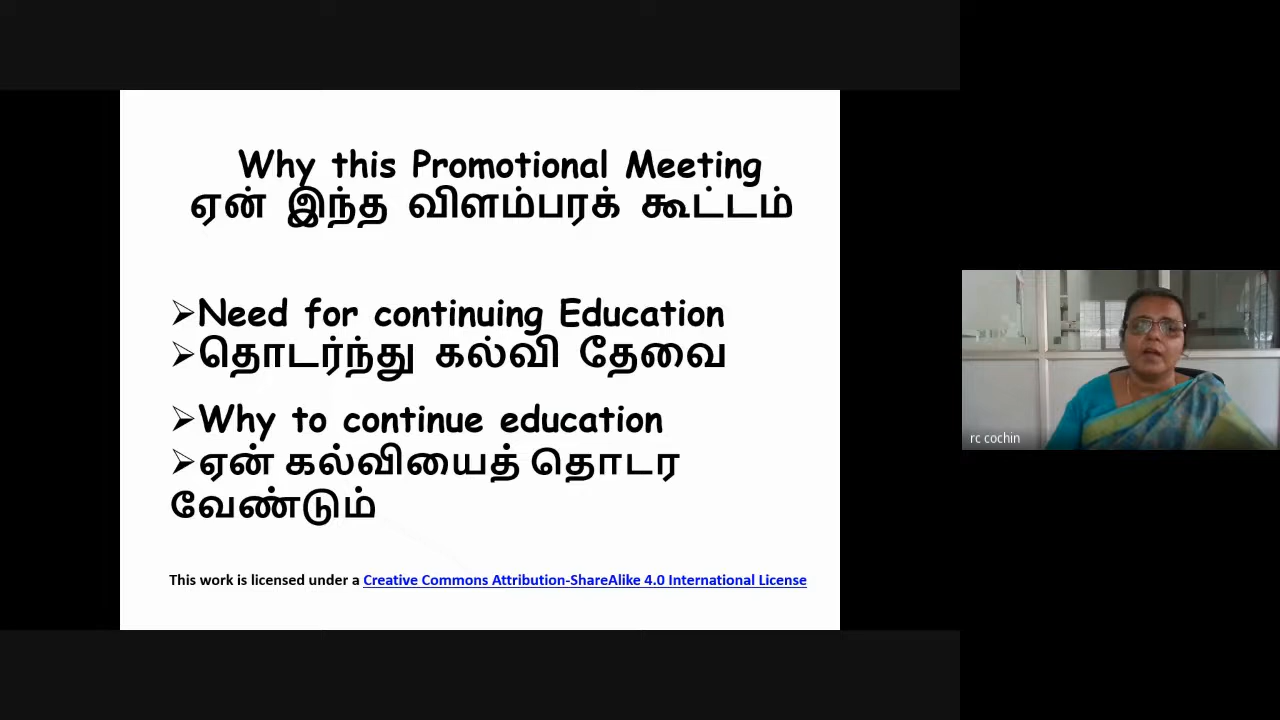 Why this Promotional Meeting
ஏன் இந்த விளம்பரக் கூட்டம்
➢Need for continuing Education
➢தொடர்ந்து கல்வி தேவை
➢Why to continue education
➢ஏன் கல்வியைத் தொடர
வேண்டும்
This work is licensed under a Creative Commons Attribution-ShareAlike 4.0 International License
rc cochin